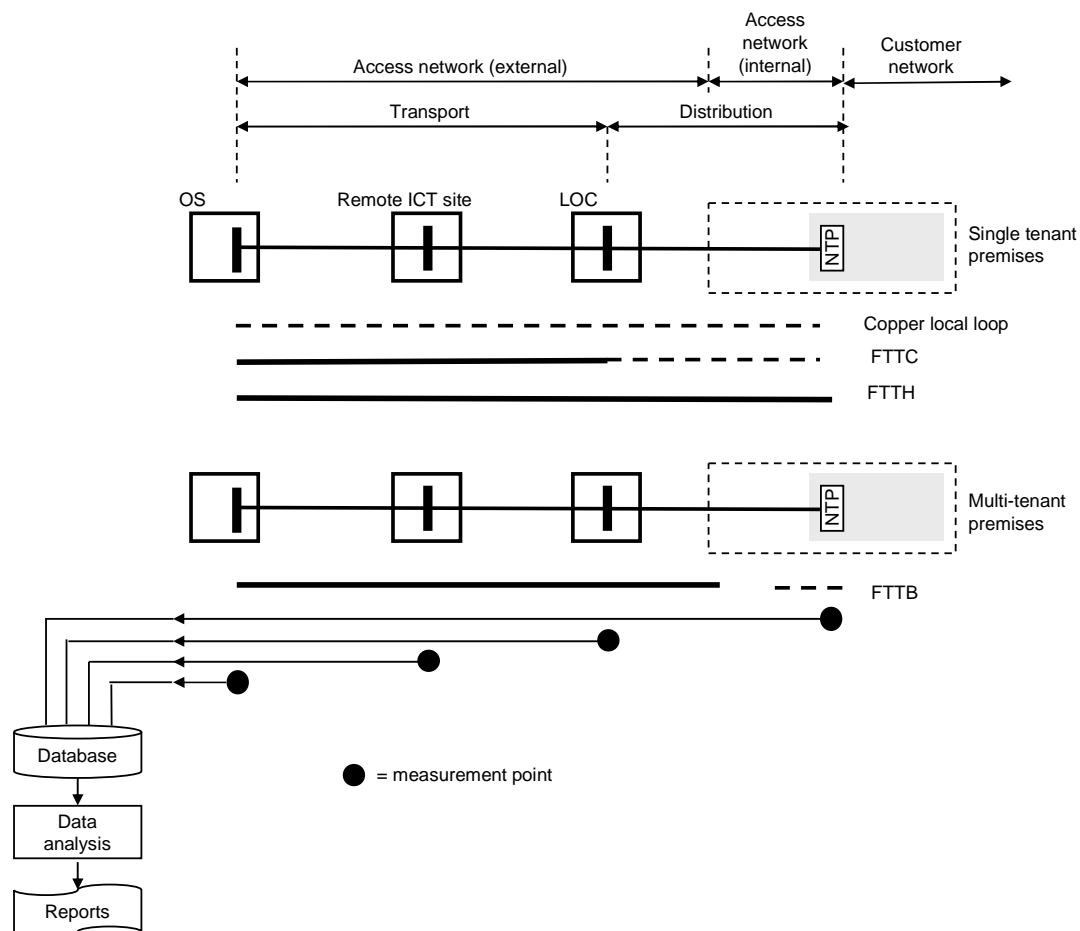 Access
network
(internal)
Customer
network
Access network (external)
Transport
Distribution
OS
Remote ICT site
LOC
NTP
Single tenant
premises
Copper local loop
FTTC
FTTH
NTP
Multi-tenant
premises
FTTB
Database
= measurement point
Data
analysis
Reports